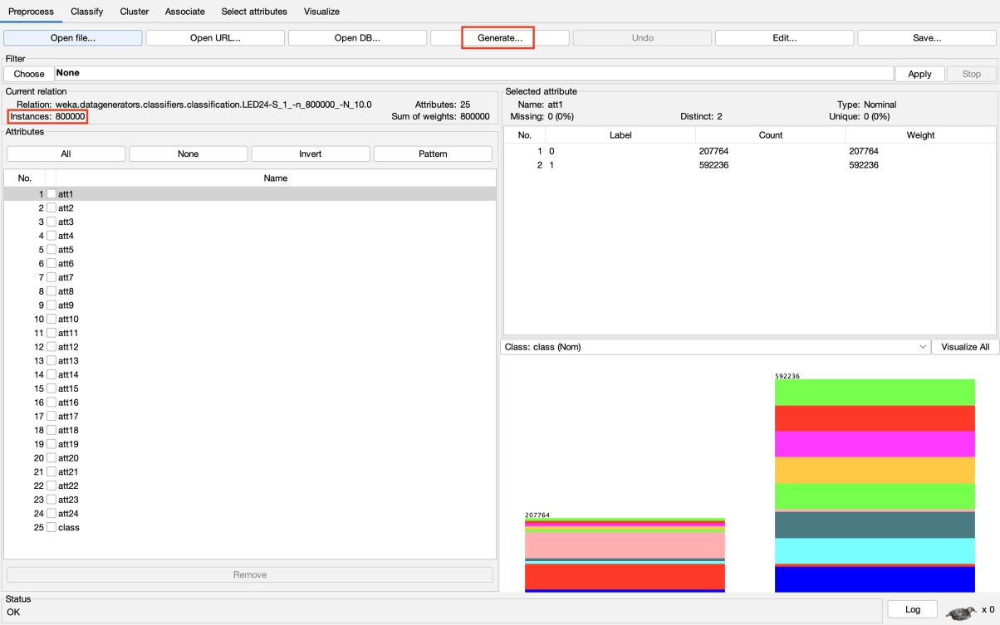 Preprocess Classify Cluster Associate Select attributes Visualize
Open file... Open URL... Open DB... Generate... Undo Edit... Save...
Filter
Choose None Apply Stop
Current relation
Relation: weka.datagenerators.classifiers.classification.LED24-S_1_-n_800000_-N_10.0 Attributes: 25
Instances: 800000 Sum of weights: 800000
Attributes
All None Invert Pattern
No. Name
1 att1
2 att2
3 att3
4 att4
5 att5
6 att6
7 att7
8 att8
9 att9
10 att10
11 att11
12 att12
13 att13
14 att14
15 att15
16 att16
17 att17
18 att18
19 att19
20 att20
21 att21
22 att22
23 att23
24 att24
25 class
Remove
Selected attribute
Name: att1 Type: Nominal
Missing: 0 (0%) Distinct: 2 Unique: 0 (0%)
No. Label Count Weight
1 0 207764 207764
2 1 592236 592236
Class: class (Nom) Visualize All
592236
207764
Status
OK
Log x 0